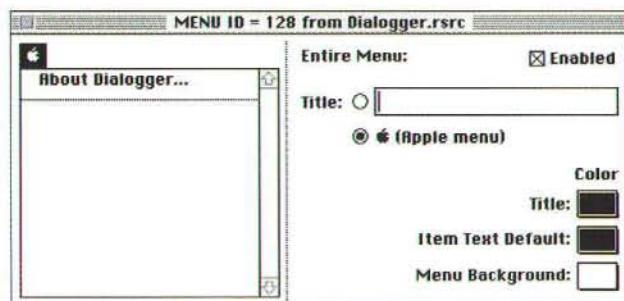 MENU ID = 128 from Dialogger.rsrc
About Dialogger...
Entire Menu:
Enabled
Title:
(Apple menu)
Color
Title:
Item Text Default:
Menu Background: